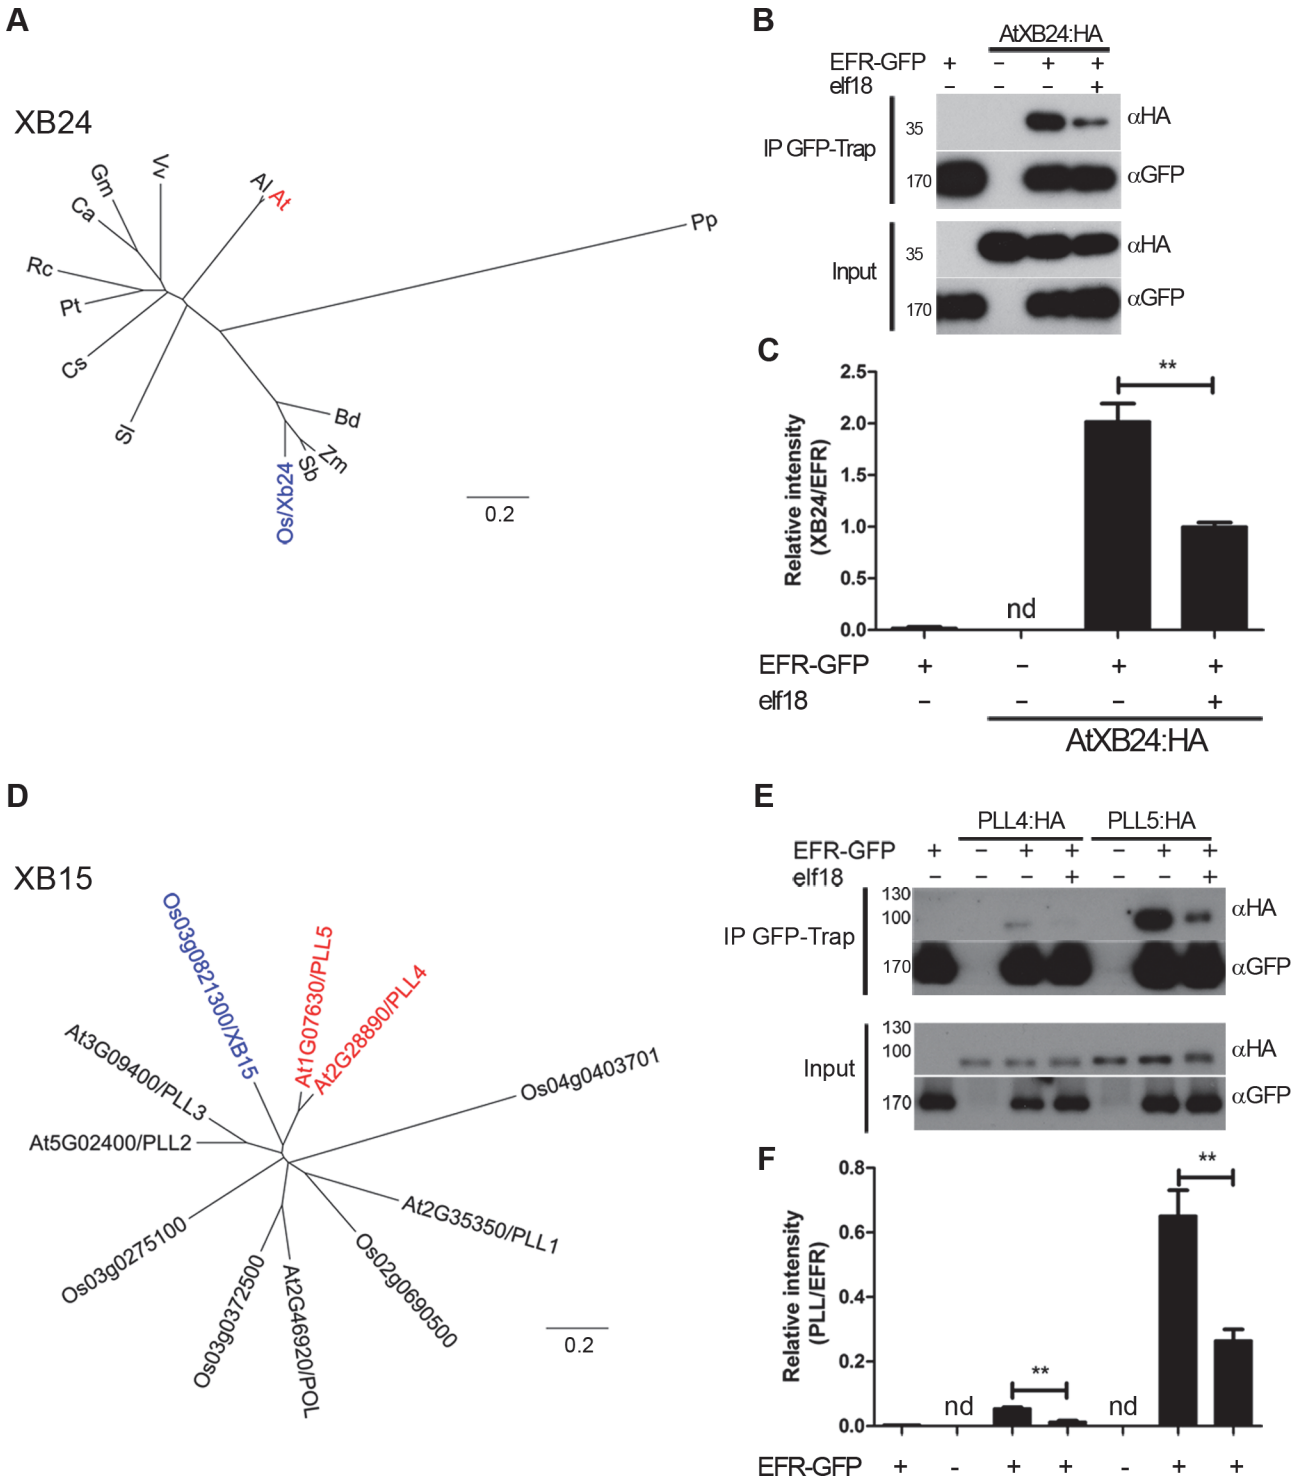 A
XB24
Vv
Gm
Ca
Al At
Pp
Rc
Pt
Cs
Sl
Bd
Zm
Sb
Os/Xb24
0.2
B
AtXB24:HA
EFR-GFP + − + +
elf18 − − − +
IP GFP-Trap
35 αHA
170 αGFP
Input
35 αHA
170 αGFP
C
**
2.5
2.0
1.5
1.0
0.5
0.0
Relative intensity
(XB24/EFR)
nd
EFR-GFP + − + +
elf18 − − − +
AtXB24:HA
D
XB15
Os03g0821300/XB15
At1G07630/PLL5
At2G28890/PLL4
Os04g0403701
At3G09400/PLL3
At5G02400/PLL2
At2G35350/PLL1
Os03g0275100
Os02g0690500
Os03g0372500
At2G46920/POL
0.2
E
PLL4:HA PLL5:HA
EFR-GFP + − + + − + +
elf18 − − − + − − +
IP GFP-Trap
130
100 αHA
170 αGFP
Input
130
100 αHA
170 αGFP
F
**
0.8
0.6
0.4
0.2
0.0
Relative intensity
(PLL/EFR)
nd ** nd
EFR-GFP + - + + - + +